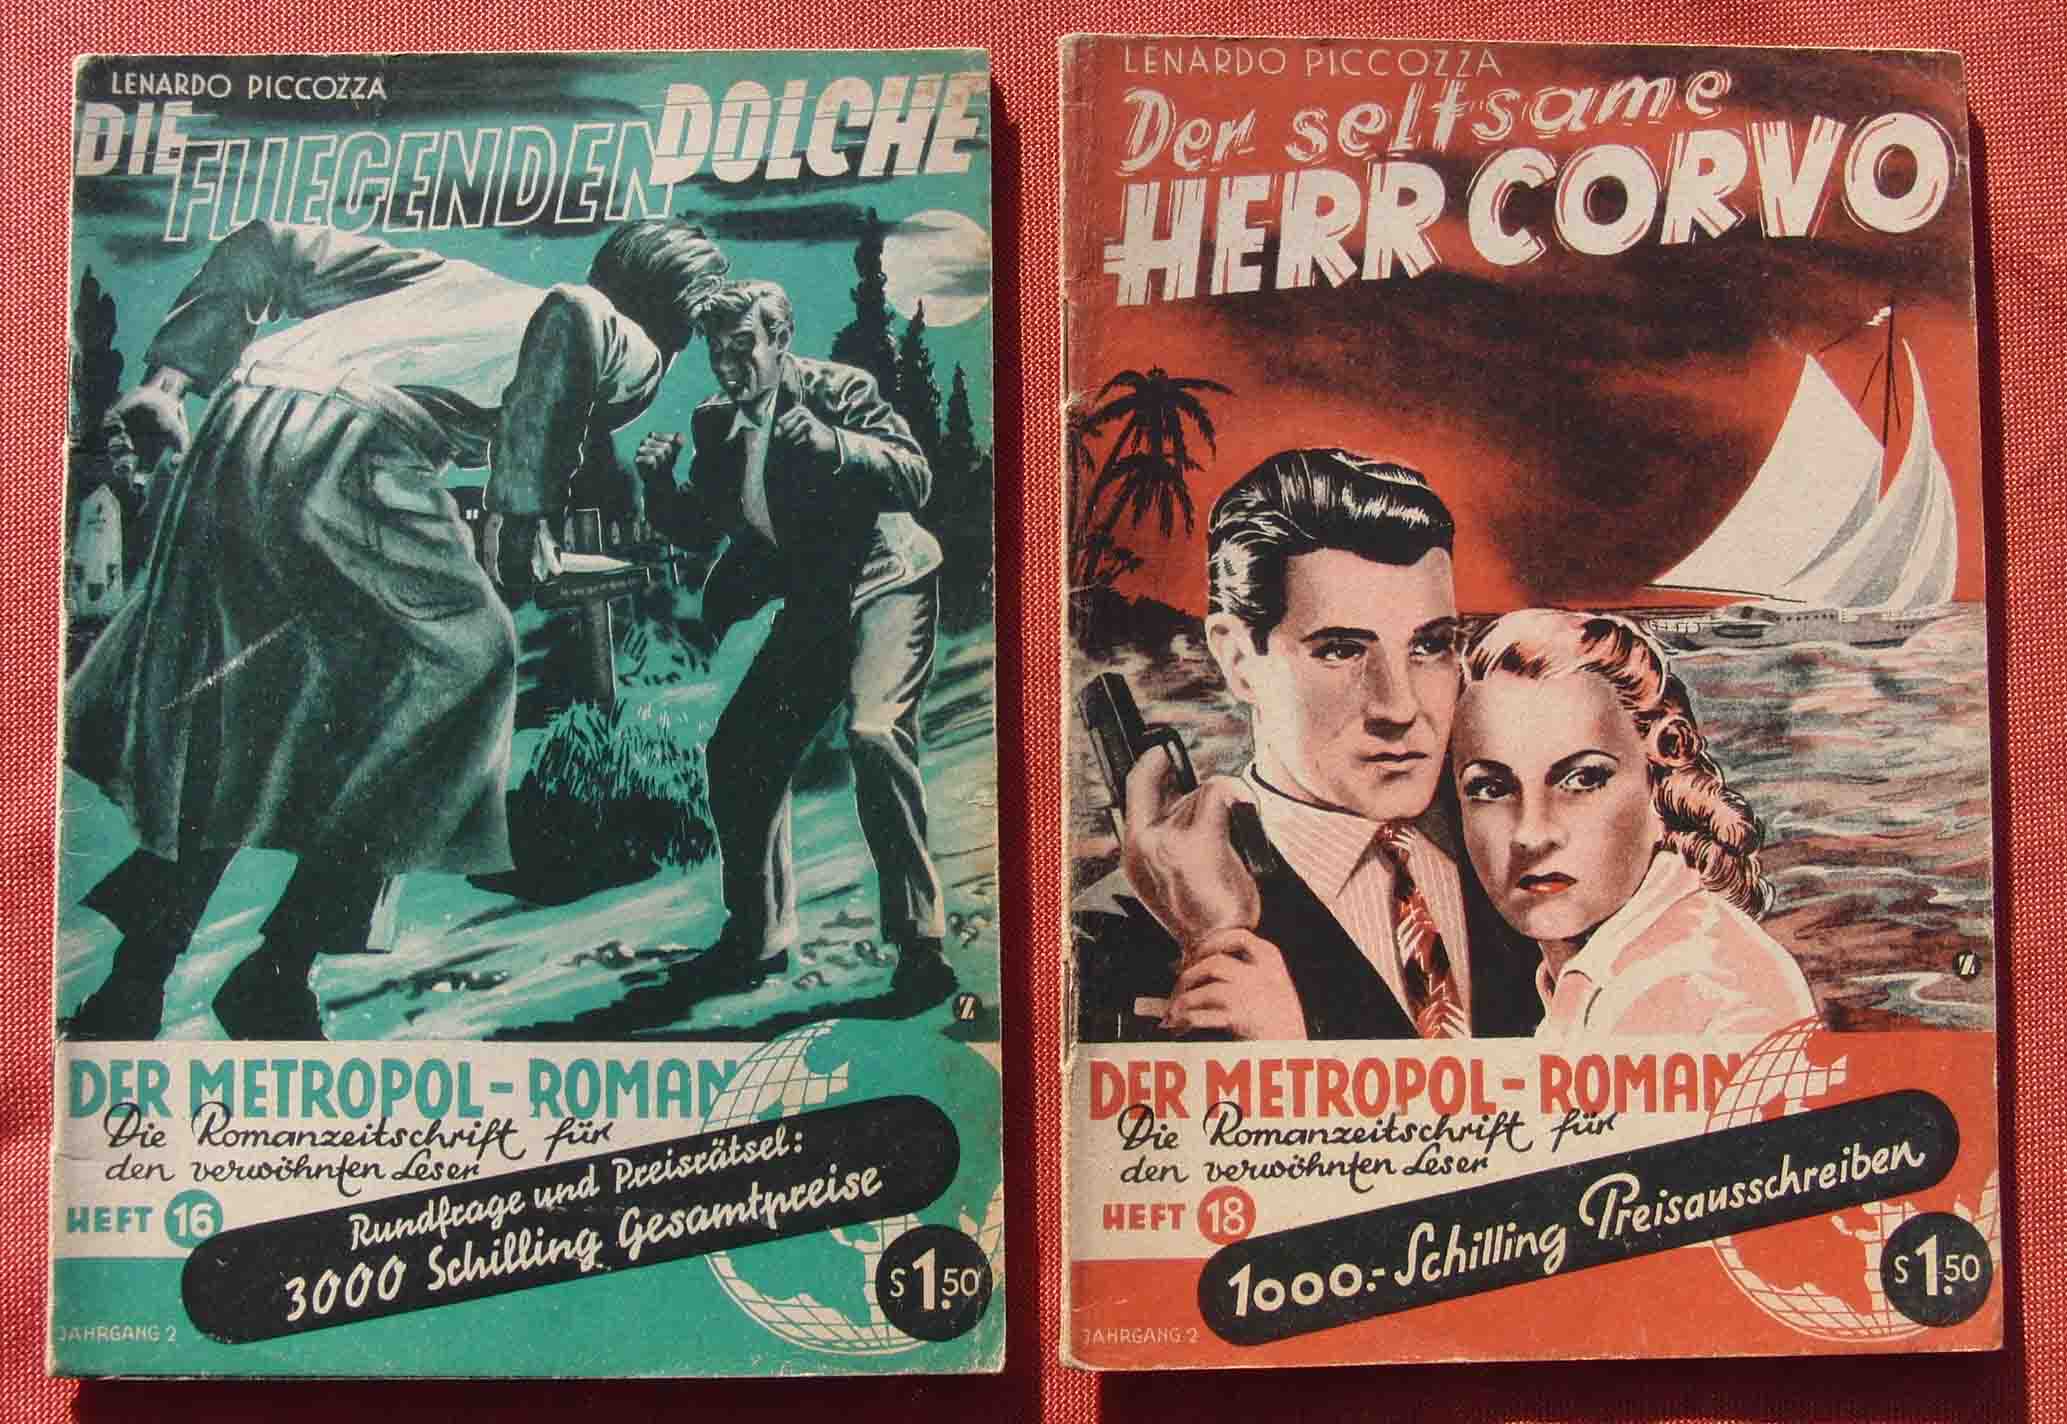 LENARDO PICCOZZA
DIE FLIEGENDEN DOLCHE
DER METROPOL-ROMAN
Die Romanzeitschrift für
den verwöhnten Leser
HEFT 16
Rundfrage und Preisrätsel:
3000 Schilling Gesamtpreise
S 1.50
JAHRGANG 2
LENARDO PICCOZZA
Der seltsame
HERR CORVO
DER METROPOL-ROMAN
Die Romanzeitschrift für
den verwöhnten Leser
HEFT 18
1000.-Schilling Preisausschreiben
S 1.50
JAHRGANG 2